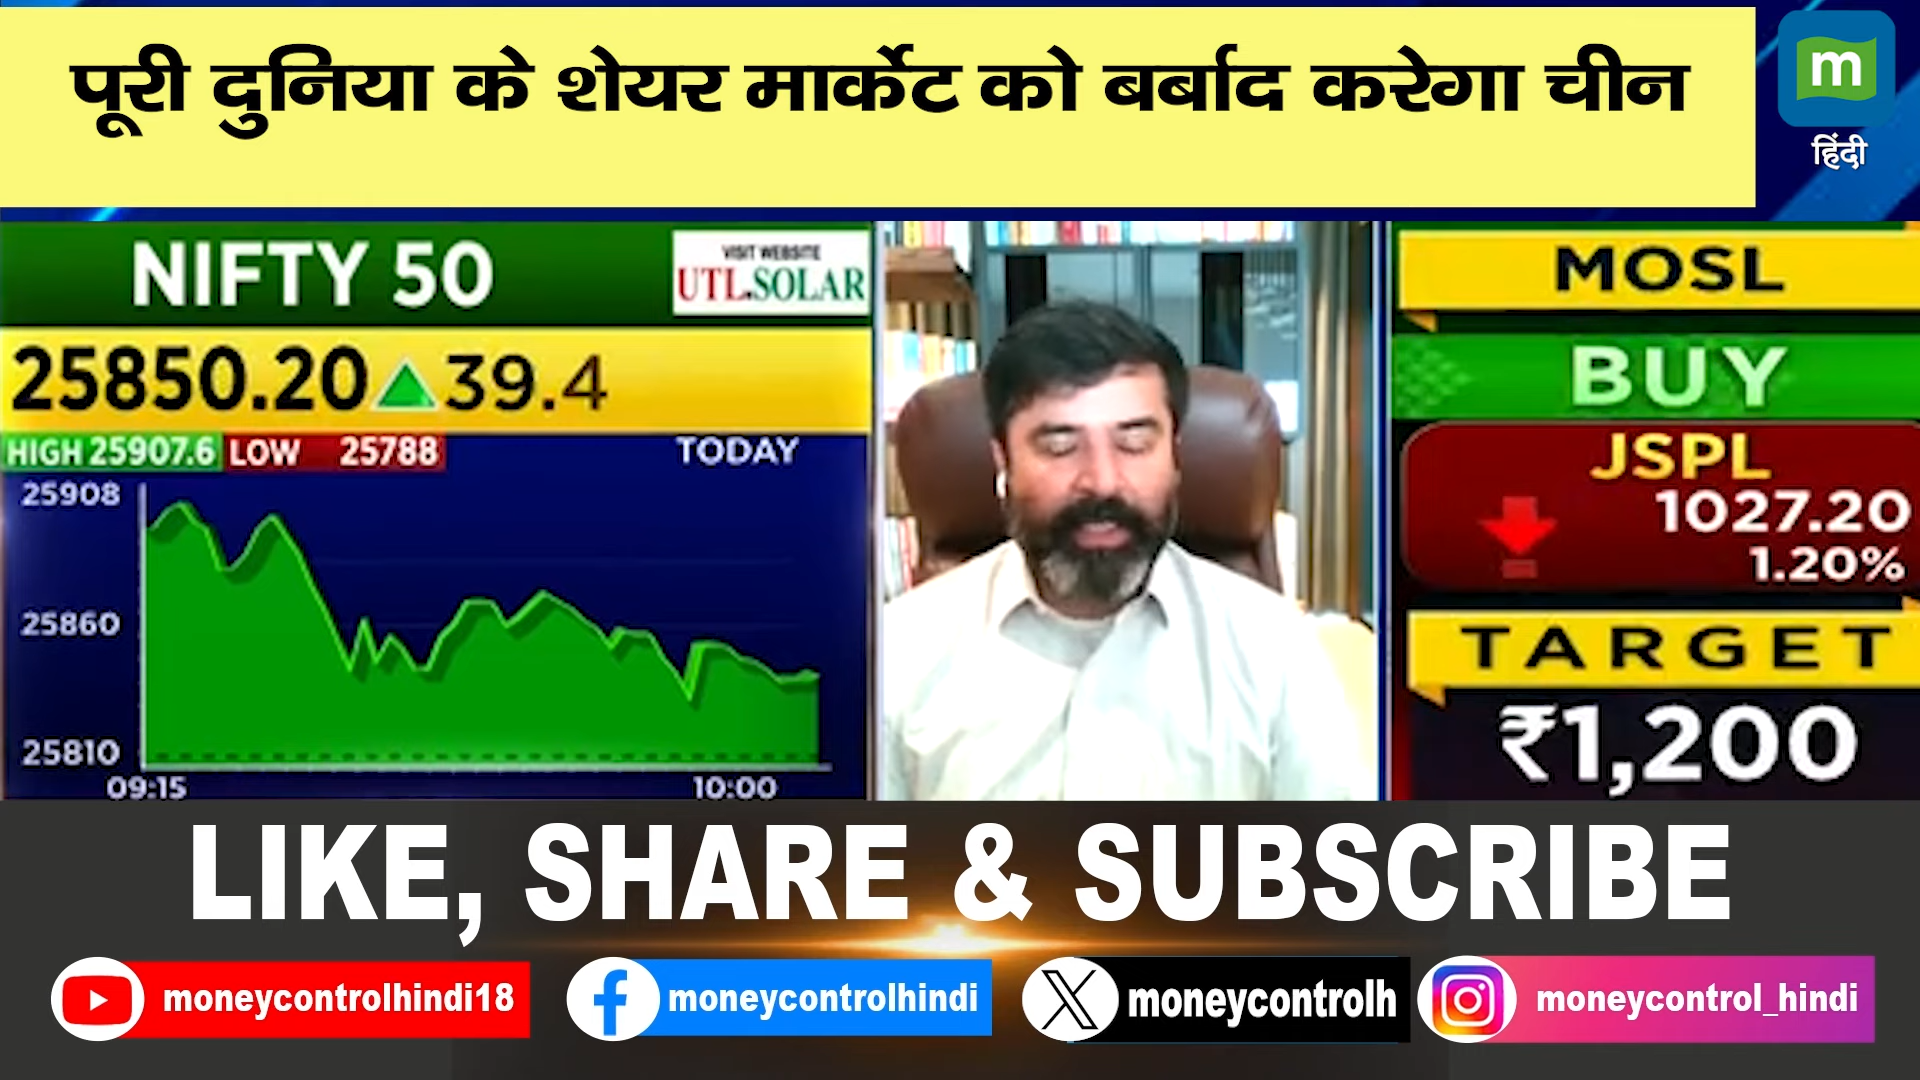 पूरी दुनिया के शेयर मार्केट को बर्बाद करेगा चीन
m
हिंदी
NIFTY 50
VISIT WEBSITE
UTL.SOLAR
25850.20 39.4
HIGH 25907.6 LOW 25788 TODAY
25908
25860
25810
09:15 10:00
MOSL
BUY
JSPL
1027.20
1.20%
TARGET
₹1,200
LIKE, SHARE & SUBSCRIBE
moneycontrolhindi18 moneycontrolhindi moneycontrolh moneycontrol_hindi